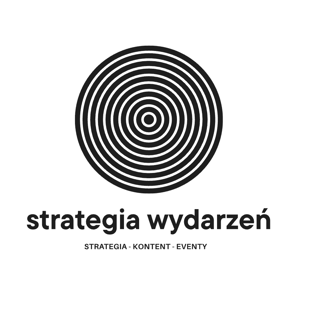 strategia wydarzeń
STRATEGIA • KONTENT • EVENTY